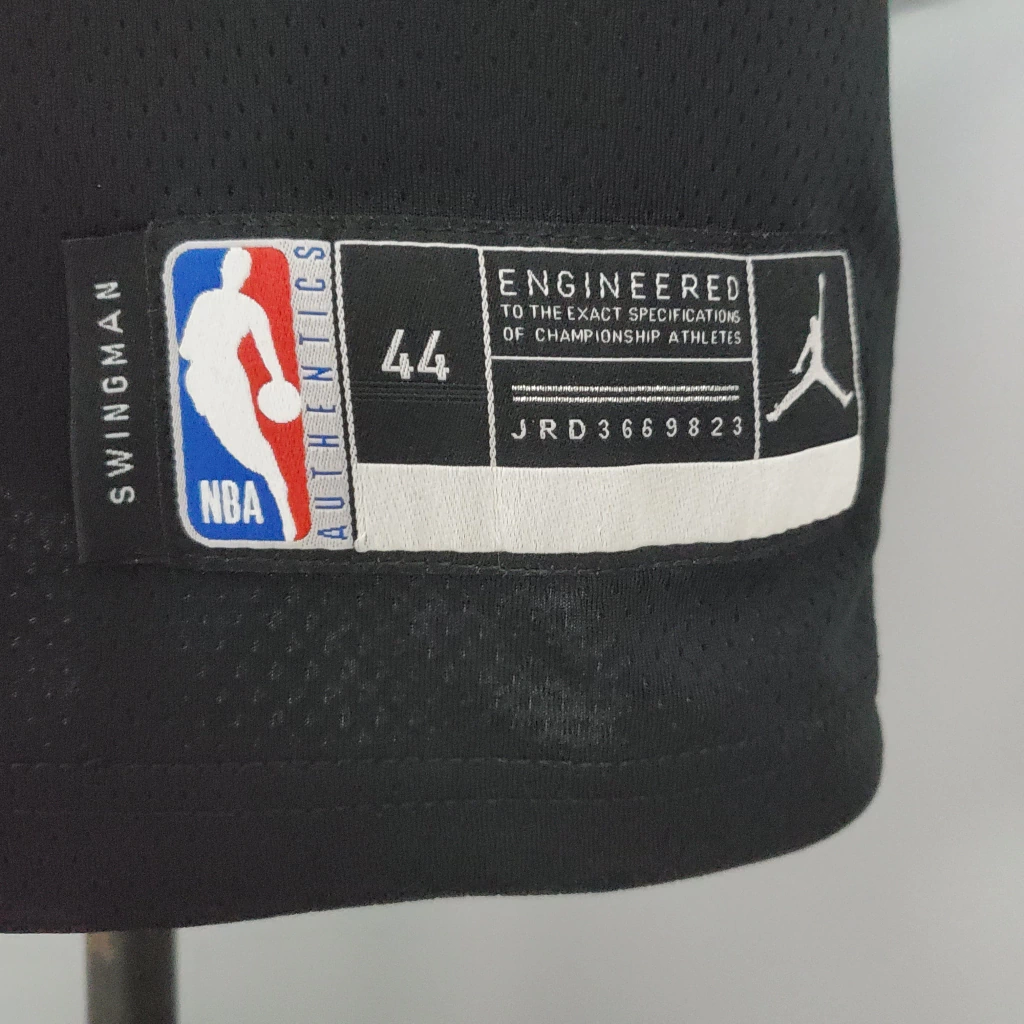 SWINGMAN
NBA
AUTHENTICS
44
ENGINEERED
TO THE EXACT SPECIFICATIONS
OF CHAMPIONSHIP ATHLETES
JRD3669823